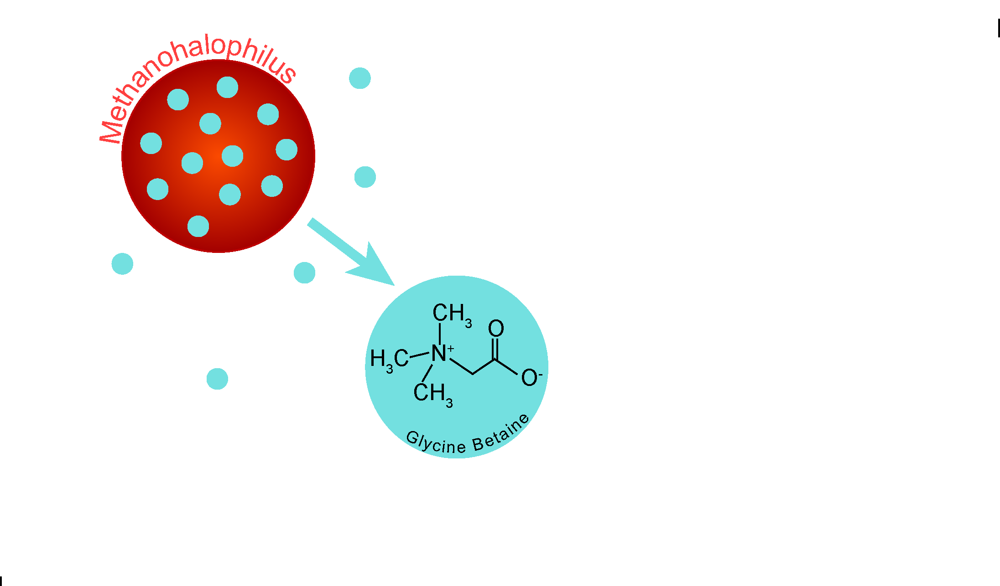 Methanohalophilus
CH3
O
H3C
N+
O-
CH3
Glycine Betaine